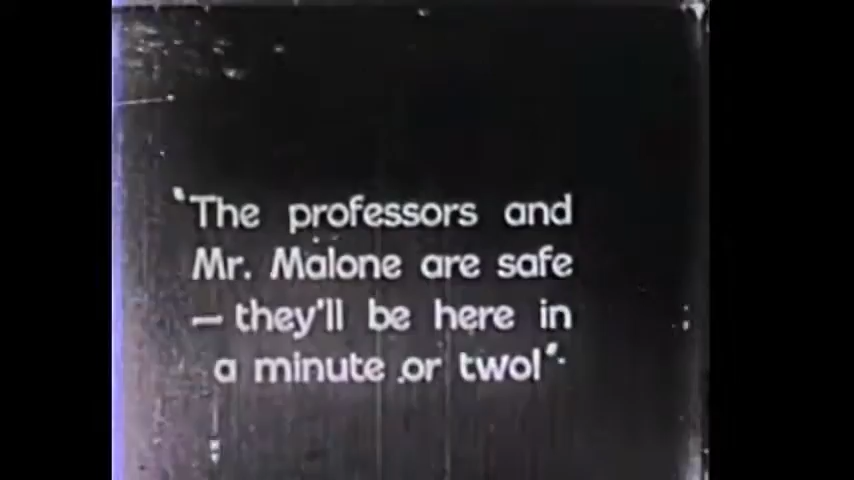 "The professors and
Mr. Malone are safe
— they'll be here in
a minute or two!"